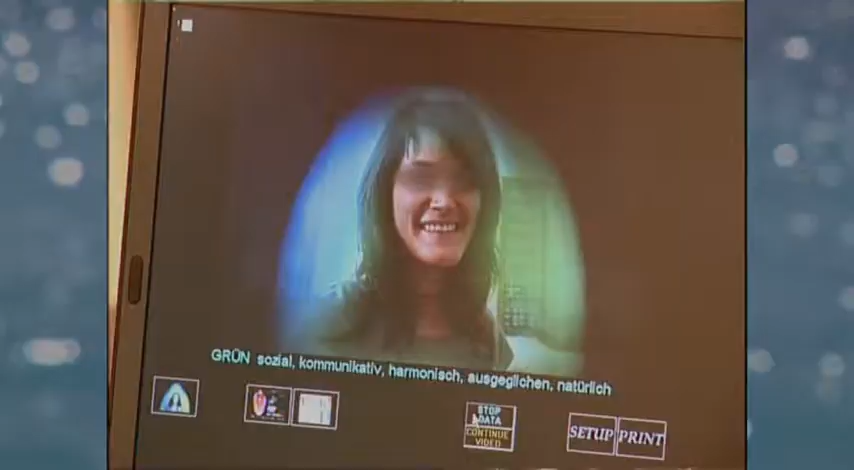 GRÜN sozial, kommunikativ, harmonisch, ausgeglichen, natürlich
STOP
DATA
CONTINUE
VIDEO
SETUP PRINT